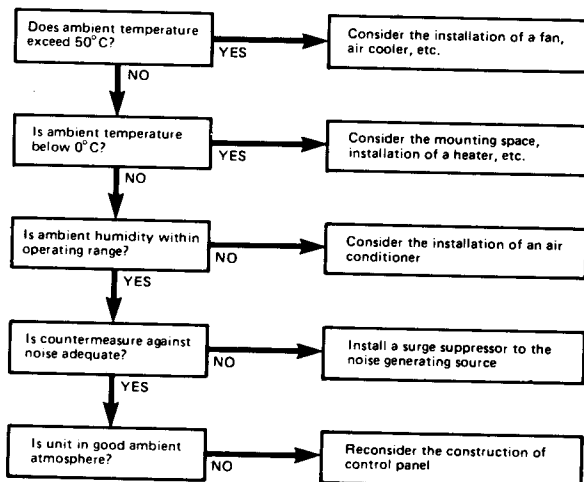 Does ambient temperature
exceed 50°C?
YES
Consider the installation of a fan,
air cooler, etc.
NO
Is ambient temperature
below 0°C?
YES
Consider the mounting space,
installation of a heater, etc.
NO
Is ambient humidity within
operating range?
NO
Consider the installation of an air
conditioner
YES
Is countermeasure against
noise adequate?
NO
Install a surge suppressor to the
noise generating source
YES
Is unit in good ambient
atmosphere?
NO
Reconsider the construction of
control panel